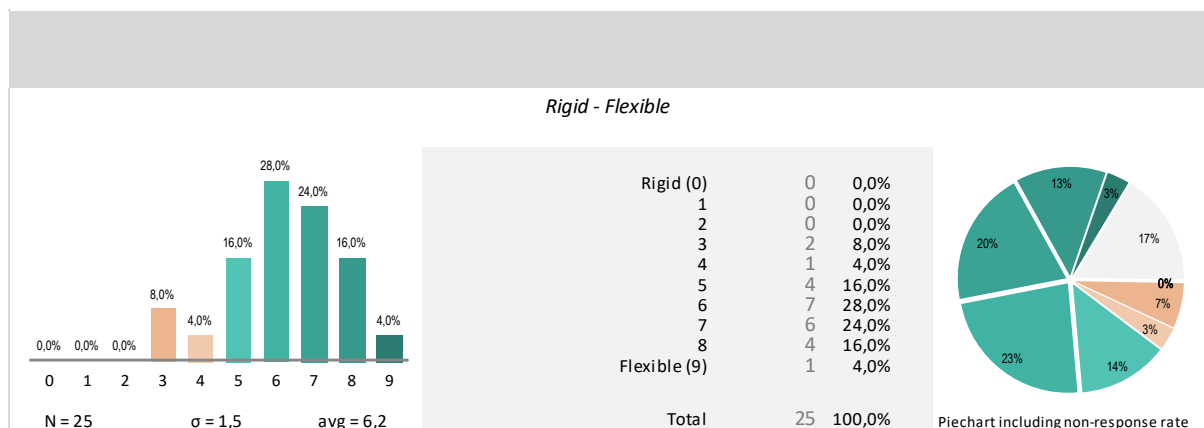 Rigid - Flexible
28,0%
24,0%
16,0% 16,0%
8,0%
4,0% 4,0%
0,0% 0,0% 0,0%
0 1 2 3 4 5 6 7 8 9
N = 25 σ = 1,5 avg = 6,2
Rigid (0) 0 0,0%
1 0 0,0%
2 0 0,0%
3 2 8,0%
4 1 4,0%
5 4 16,0%
6 7 28,0%
7 6 24,0%
8 4 16,0%
Flexible (9) 1 4,0%
Total 25 100,0%
13% 3%
20% 17%
0%
7%
3%
23% 14%
Piechart including non-response rate